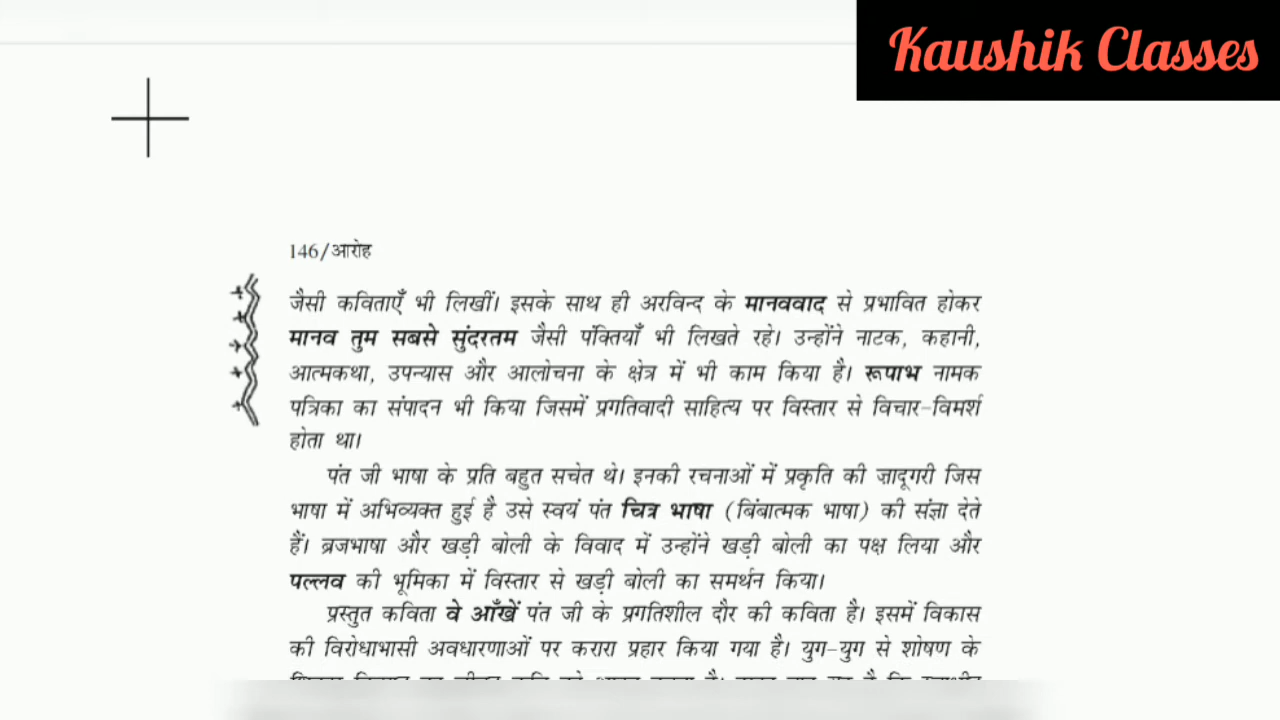 Kaushik Classes
146/आरोह
जैसी कविताएँ भी लिखीं। इसके साथ ही अरविन्द के मानववाद से प्रभावित होकर
मानव तुम सबसे सुंदरतम जैसी पंक्तियाँ भी लिखते रहे। उन्होंने नाटक, कहानी,
आत्मकथा, उपन्यास और आलोचना के क्षेत्र में भी काम किया है। रूपाभ नामक
पत्रिका का संपादन भी किया जिसमें प्रगतिवादी साहित्य पर विस्तार से विचार-विमर्श
होता था।
पंत जी भाषा के प्रति बहुत सचेत थे। इनकी रचनाओं में प्रकृति की ज़ादूगरी जिस
भाषा में अभिव्यक्त हुई है उसे स्वयं पंत चित्र भाषा (बिंबात्मक भाषा) की संज्ञा देते
हैं। ब्रजभाषा और खड़ी बोली के विवाद में उन्होंने खड़ी बोली का पक्ष लिया और
पल्लव की भूमिका में विस्तार से खड़ी बोली का समर्थन किया।
प्रस्तुत कविता वे आँखें पंत जी के प्रगतिशील दौर की कविता है। इसमें विकास
की विरोधाभासी अवधारणाओं पर करारा प्रहार किया गया है। युग-युग से शोषण के